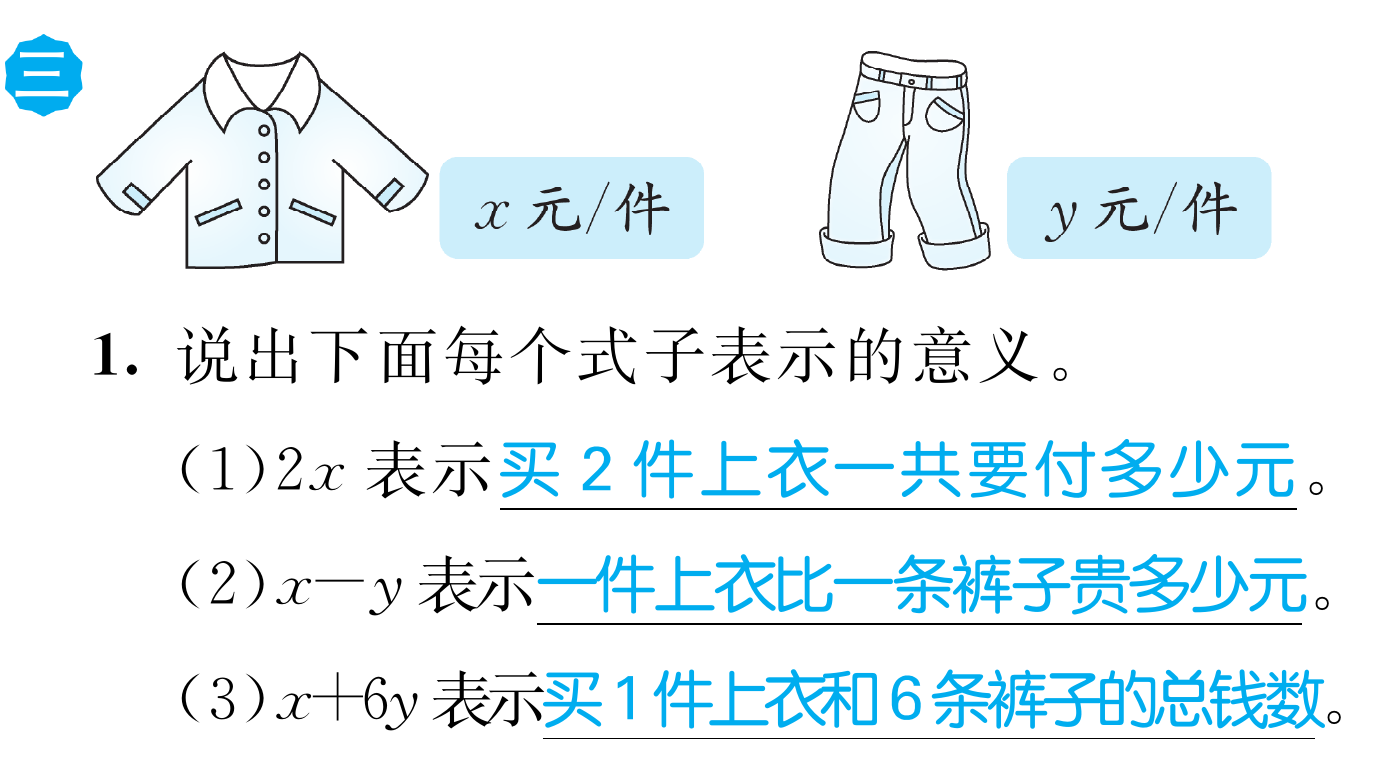 三
x 元/件 y 元/件
1. 说出下面每个式子表示的意义。
(1)2x 表示买 2 件上衣一共要付多少元。
(2)x－y 表示一件上衣比一条裤子贵多少元。
(3)x＋6y 表示买 1 件上衣和 6 条裤子的总钱数。